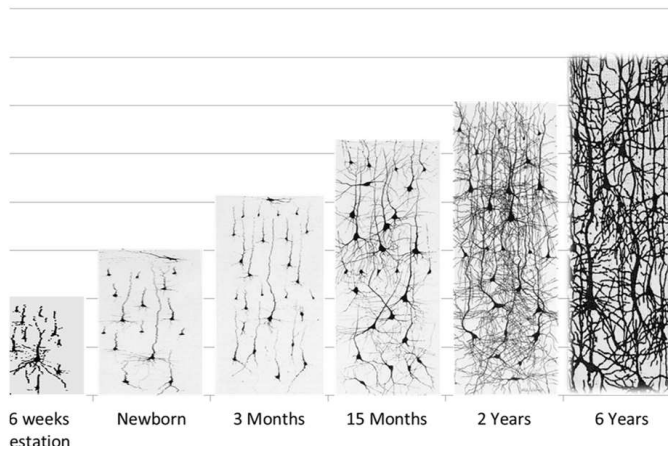 6 weeks
estation
Newborn
3 Months
15 Months
2 Years
6 Years